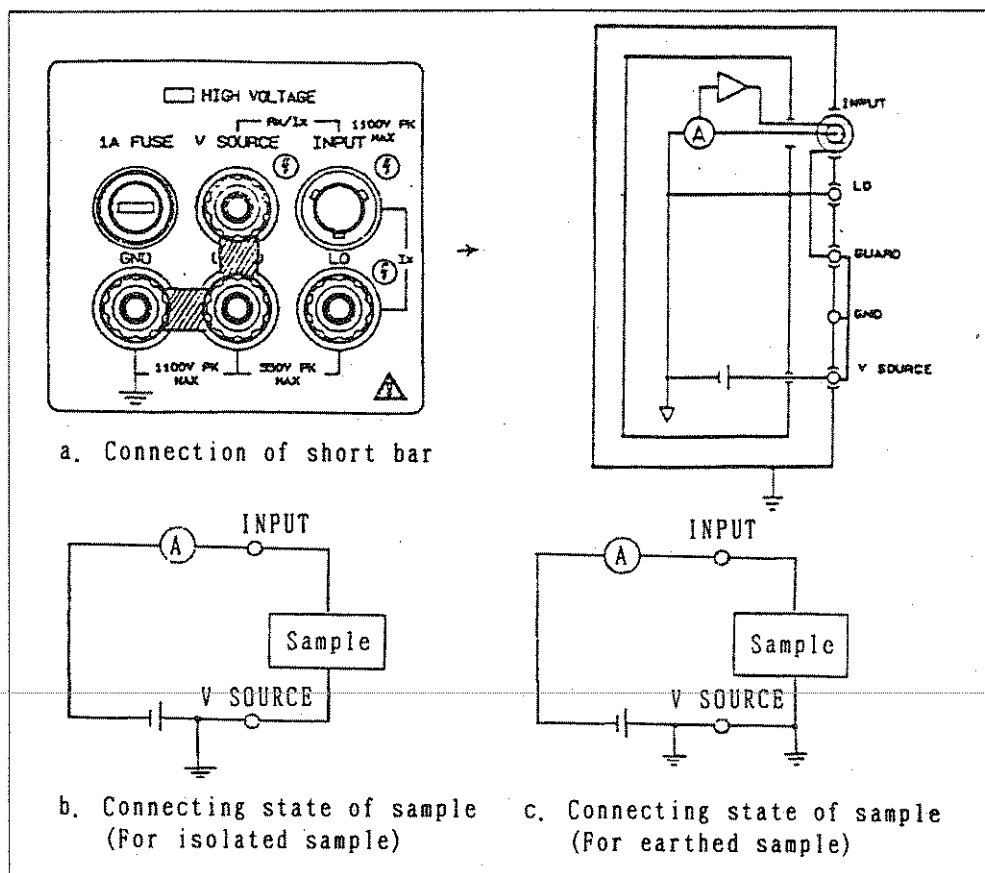 HIGH VOLTAGE
Rx/Ix
1100V PK
MAX
1A FUSE V SOURCE INPUT
GND LO
Ix
1100V PK
MAX
350V PK
MAX
a. Connection of short bar
INPUT
A
LO
GUARD
GND
V SOURCE
INPUT
A
Sample
V SOURCE
b. Connecting state of sample
(For isolated sample)
INPUT
A
Sample
V SOURCE
c. Connecting state of sample
(For earthed sample)